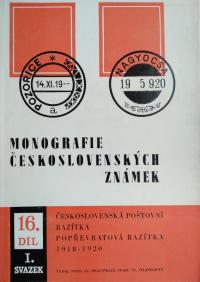 POZOŘICE
14.XI.19--
a
NAGYÓCSA
19 5 920
MONOGRAFIE
ČESKOSLOVENSKÝCH
ZNÁMEK
16.
DÍL
I.
SVAZEK
ČESKOSLOVENSKÁ POŠTOVNÍ
RAZÍTKA
POPŘEVRATOVÁ RAZÍTKA
1918-1920